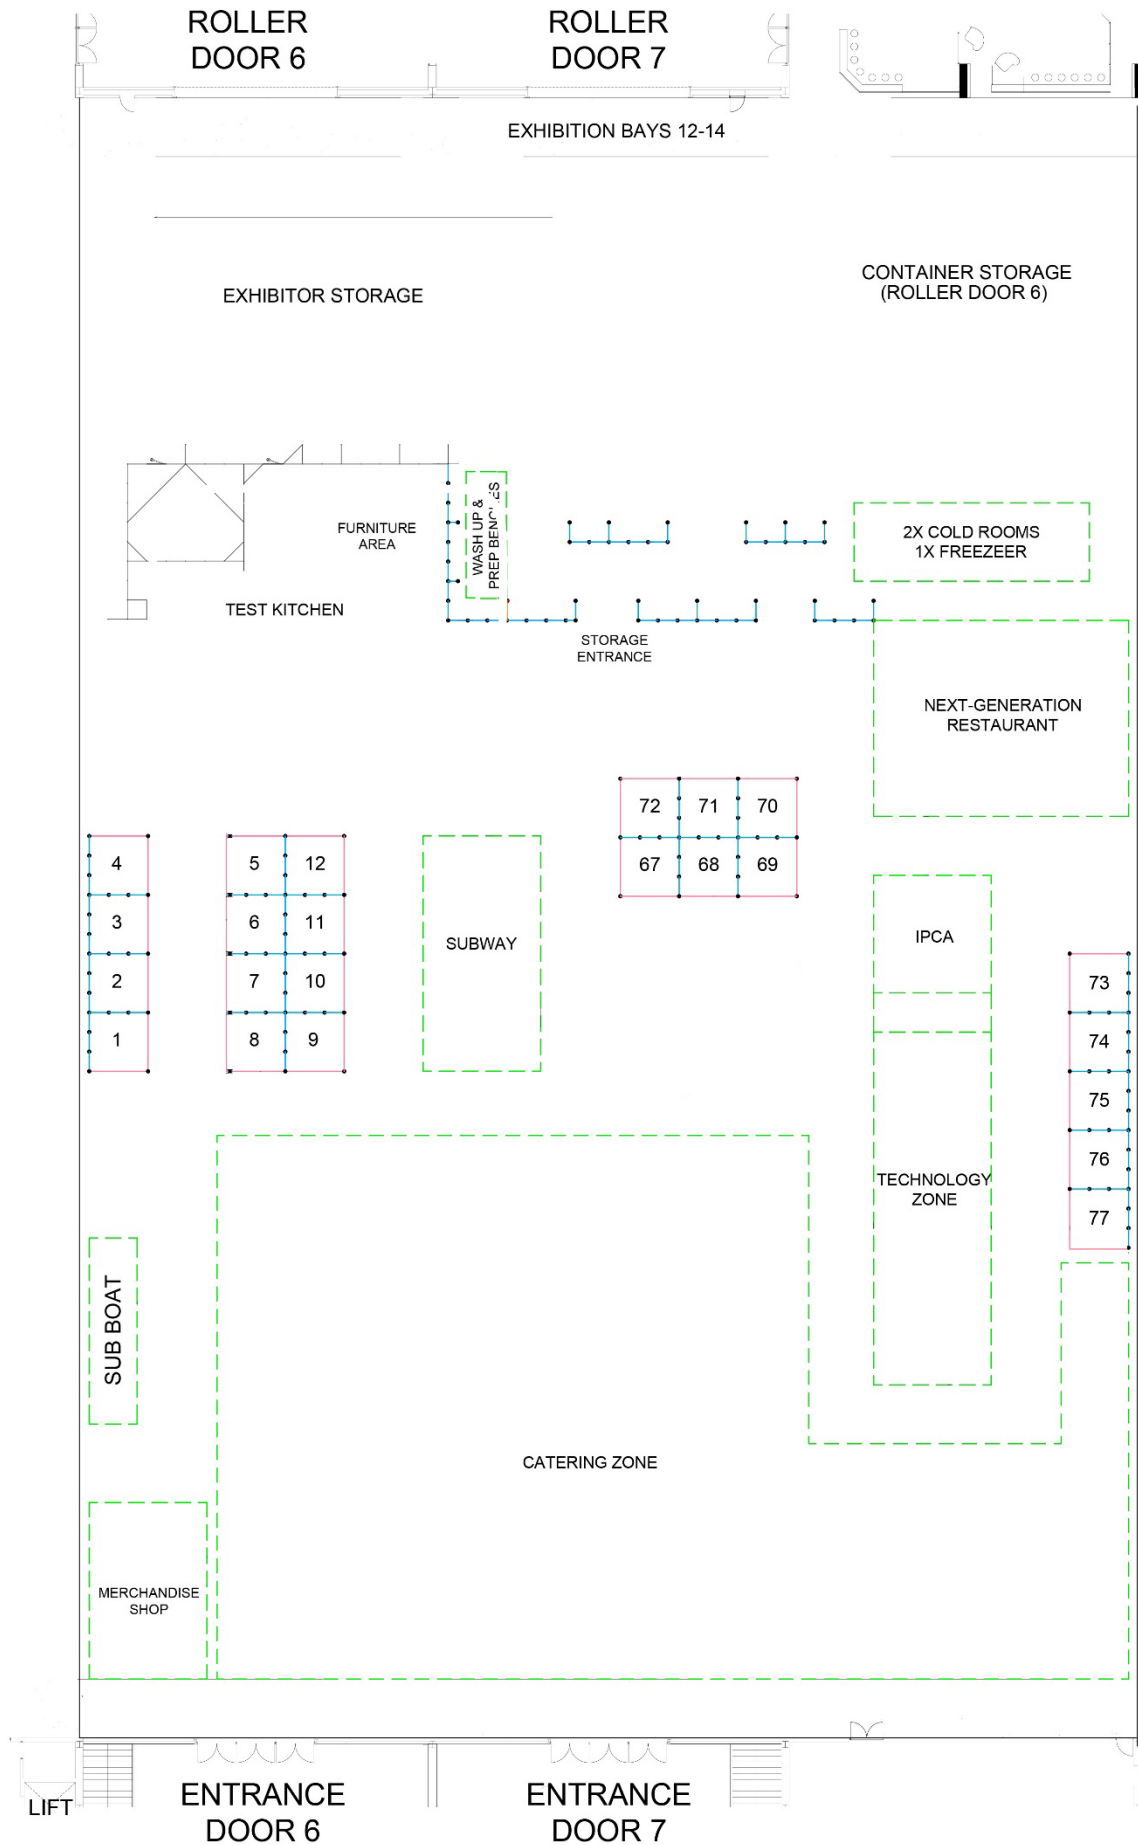 ROLLER
DOOR 6
ROLLER
DOOR 7
EXHIBITION BAYS 12-14
EXHIBITOR STORAGE
CONTAINER STORAGE
(ROLLER DOOR 6)
FURNITURE
AREA
WASH UP &
PREP
2X COLD ROOMS
1X FREEZEER
TEST KITCHEN
STORAGE
ENTRANCE
NEXT-GENERATION
RESTAURANT
72 71 70
67 68 69
4
3
2
1
5 12
6 11
7 10
8 9
SUBWAY
IPCA
73
74
75
76
77
TECHNOLOGY
ZONE
SUB BOAT
CATERING ZONE
MERCHANDISE
SHOP
LIFT
ENTRANCE
DOOR 6
ENTRANCE
DOOR 7